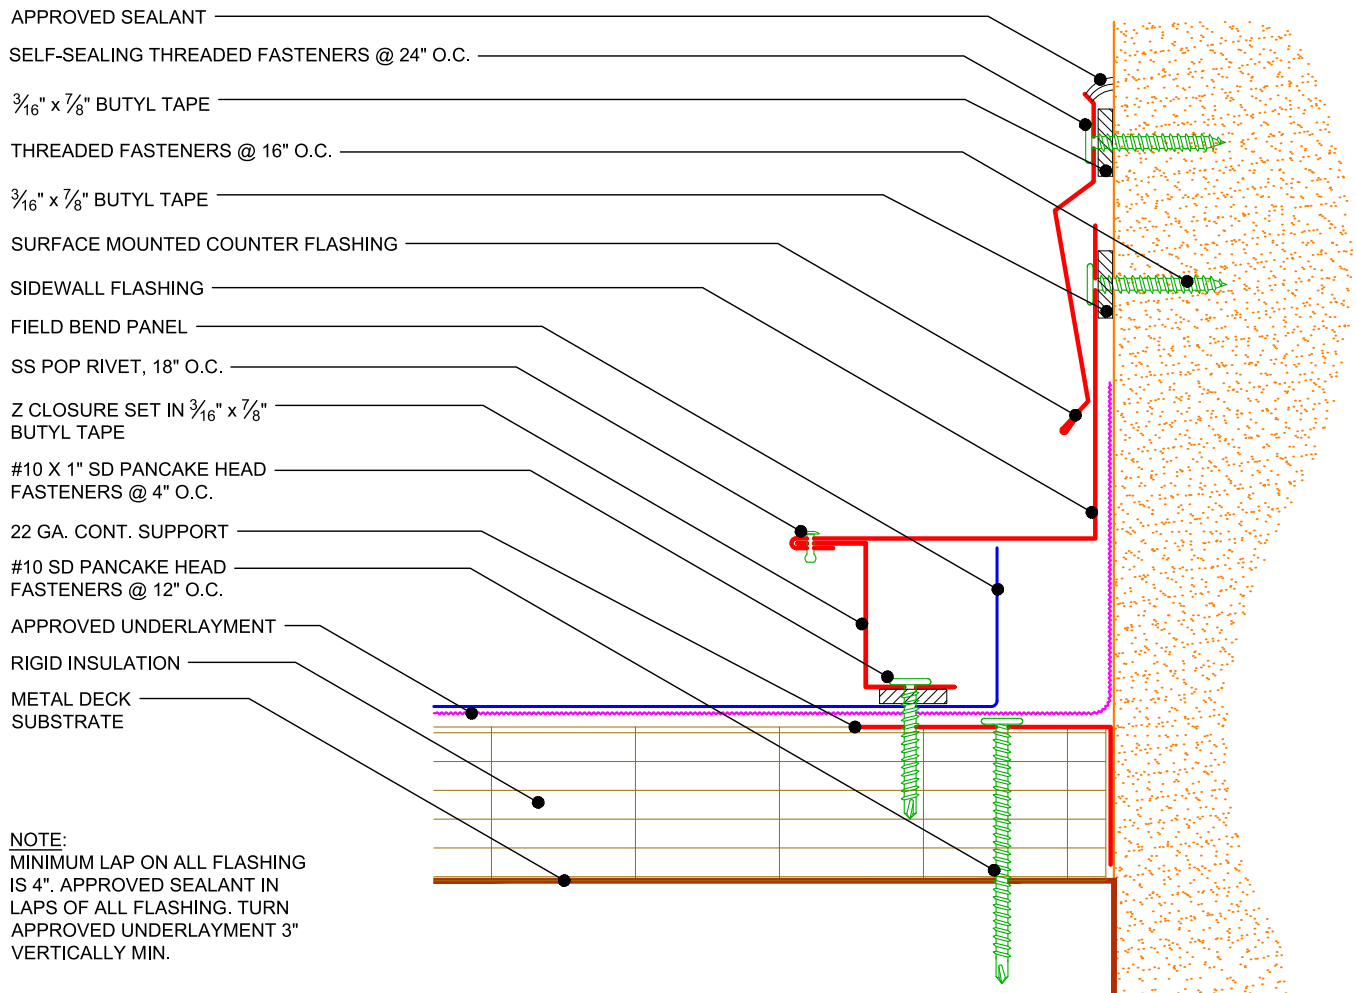 APPROVED SEALANT
SELF-SEALING THREADED FASTENERS @ 24" O.C.
3/16" x 7/8" BUTYL TAPE
THREADED FASTENERS @ 16" O.C.
3/16" x 7/8" BUTYL TAPE
SURFACE MOUNTED COUNTER FLASHING
SIDEWALL FLASHING
FIELD BEND PANEL
SS POP RIVET, 18" O.C.
Z CLOSURE SET IN 3/16" x 7/8"
BUTYL TAPE
#10 X 1" SD PANCAKE HEAD
FASTENERS @ 4" O.C.
22 GA. CONT. SUPPORT
#10 SD PANCAKE HEAD
FASTENERS @ 12" O.C.
APPROVED UNDERLAYMENT
RIGID INSULATION
METAL DECK
SUBSTRATE
NOTE:
MINIMUM LAP ON ALL FLASHING
IS 4". APPROVED SEALANT IN
LAPS OF ALL FLASHING. TURN
APPROVED UNDERLAYMENT 3"
VERTICALLY MIN.